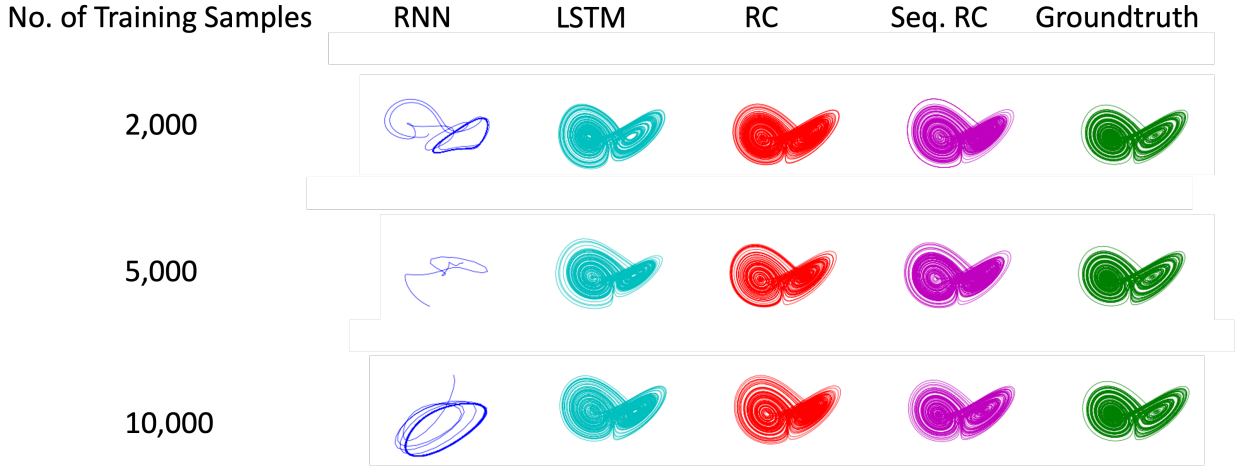 No. of Training Samples RNN LSTM RC Seq. RC Groundtruth
2,000
5,000
10,000